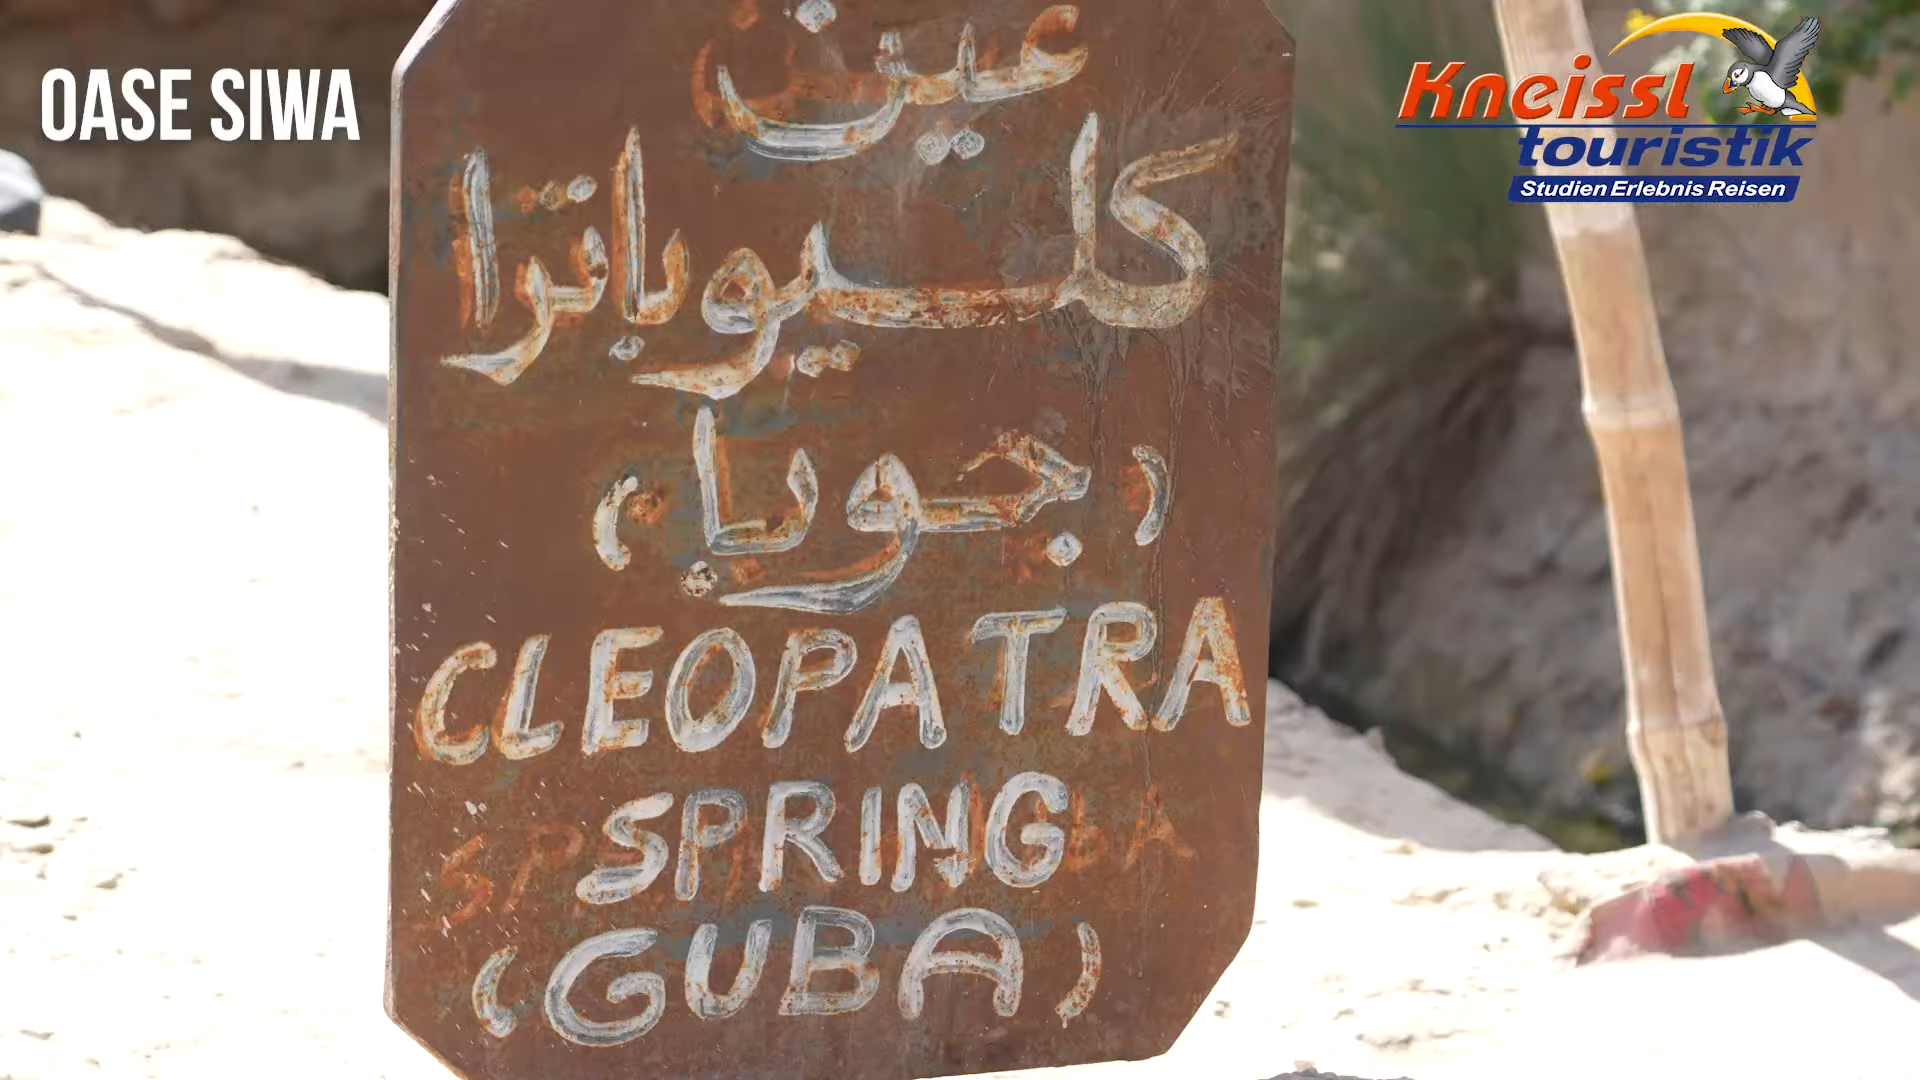 OASE SIWA
Kneissl
touristik
Studien Erlebnis Reisen
عين
كليوباترا
(جوبا)
CLEOPATRA
SPRING
(GUBA)